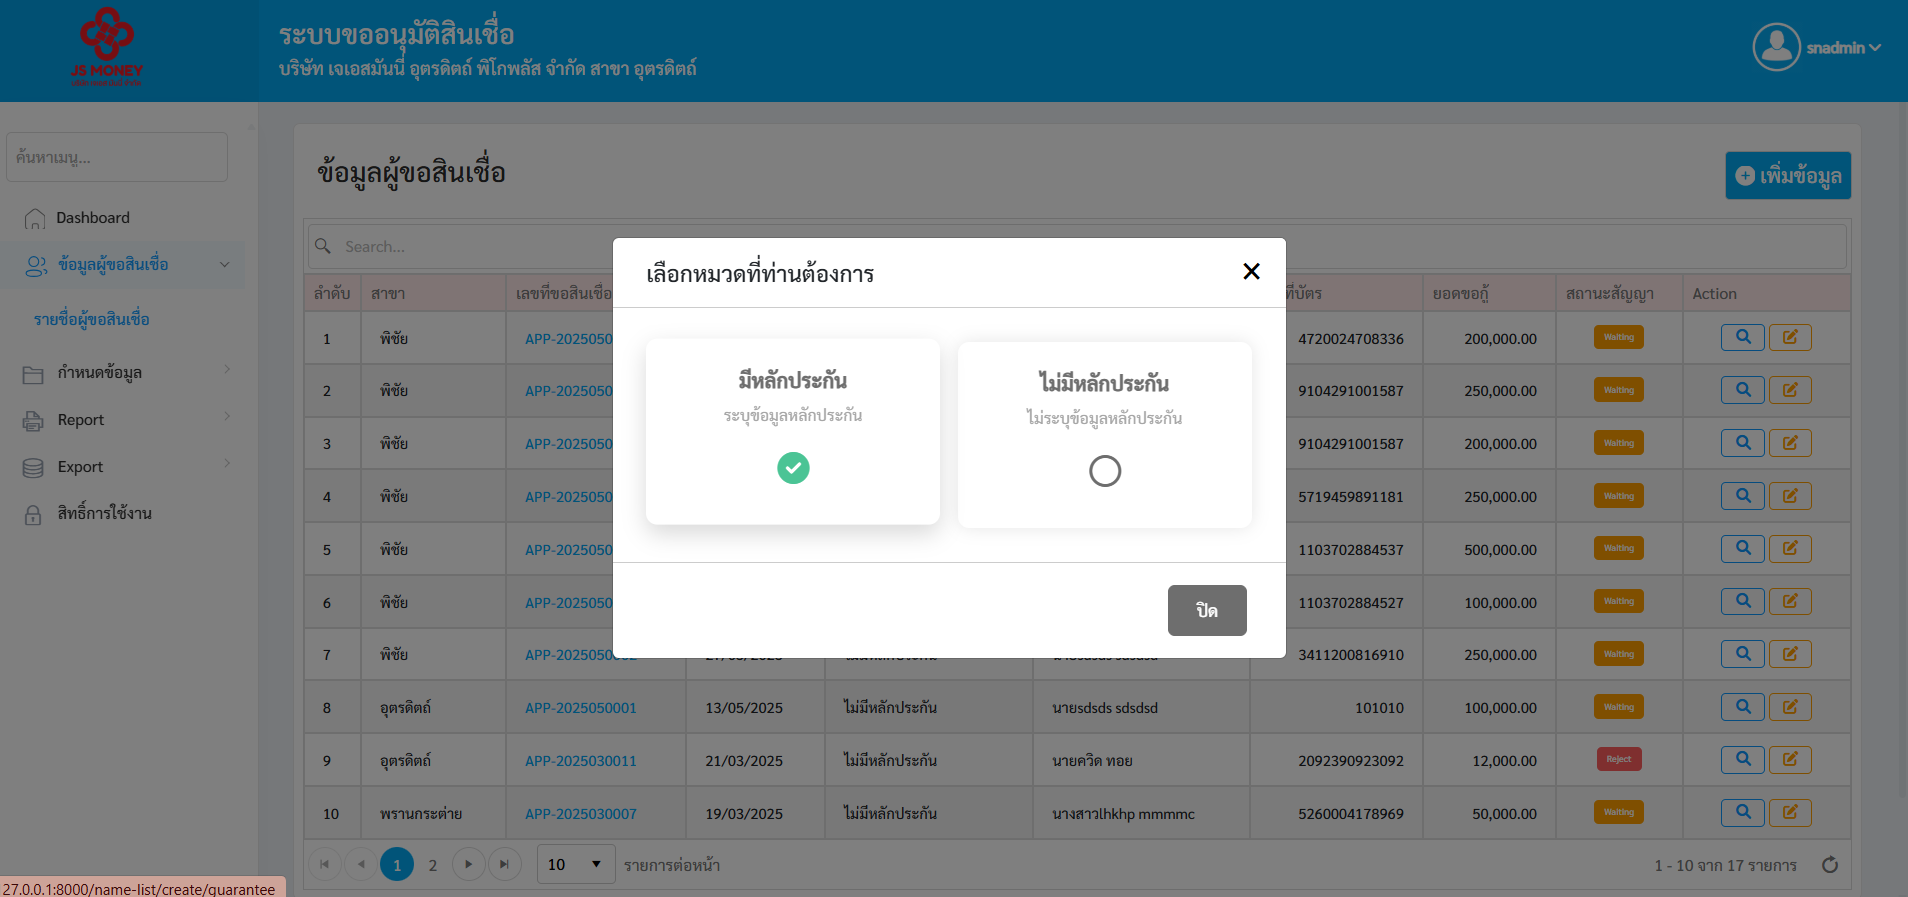 JS MONEY
ระบบขออนุมัติสินเชื่อ
บริษัท เจเอสมันนี่ อุตรดิตถ์ พิโกพลัส จำกัด สาขา อุตรดิตถ์
snadmin
ค้นหาเมนู...
Dashboard
ข้อมูลผู้ขอสินเชื่อ
รายชื่อผู้ขอสินเชื่อ
กำหนดข้อมูล
Report
Export
สิทธิ์การใช้งาน
ข้อมูลผู้ขอสินเชื่อ
เพิ่มข้อมูล
Search...
ลำดับ สาขา เลขที่ขอสินเชื่อ ที่บัตร ยอดขอกู้ สถานะสัญญา Action
1 พิชัย APP-2025050 4720024708336 200,000.00 Waiting
2 พิชัย APP-2025050 9104291001587 250,000.00 Waiting
3 พิชัย APP-2025050 9104291001587 200,000.00 Waiting
4 พิชัย APP-2025050 5719459891181 250,000.00 Waiting
5 พิชัย APP-2025050 1103702884537 500,000.00 Waiting
6 พิชัย APP-2025050 1103702884527 100,000.00 Waiting
7 พิชัย APP-2025050 3411200816910 250,000.00 Waiting
8 อุตรดิตถ์ APP-2025050001 13/05/2025 ไม่มีหลักประกัน นายsdsds sdsdsd 101010 100,000.00 Waiting
9 อุตรดิตถ์ APP-2025030011 21/03/2025 ไม่มีหลักประกัน นายควิด ทอย 2092390923092 12,000.00 Reject
10 พรานกระต่าย APP-2025030007 19/03/2025 ไม่มีหลักประกัน นางสาวlhkhp mmmmc 5260004178969 50,000.00 Waiting
1 2 10 รายการต่อหน้า 1 - 10 จาก 17 รายการ
เลือกหมวดที่ท่านต้องการ
มีหลักประกัน
ระบุข้อมูลหลักประกัน
ไม่มีหลักประกัน
ไม่ระบุข้อมูลหลักประกัน
ปิด
27.0.0.1:8000/name-list/create/guarantee